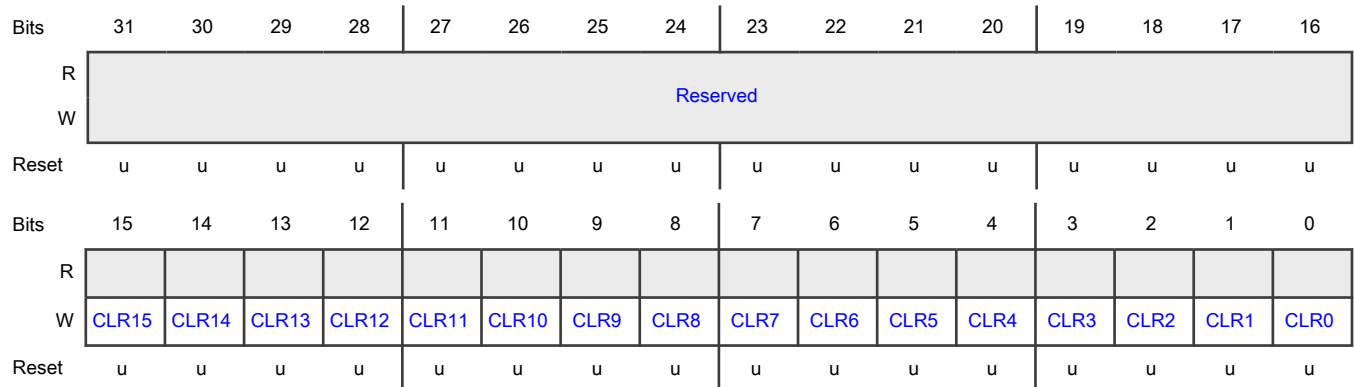 Bits 31 30 29 28 27 26 25 24 23 22 21 20 19 18 17 16
R
Reserved
W
Reset u u u u u u u u u u u u u u u u
Bits 15 14 13 12 11 10 9 8 7 6 5 4 3 2 1 0
R
W CLR15 CLR14 CLR13 CLR12 CLR11 CLR10 CLR9 CLR8 CLR7 CLR6 CLR5 CLR4 CLR3 CLR2 CLR1 CLR0
Reset u u u u u u u u u u u u u u u u